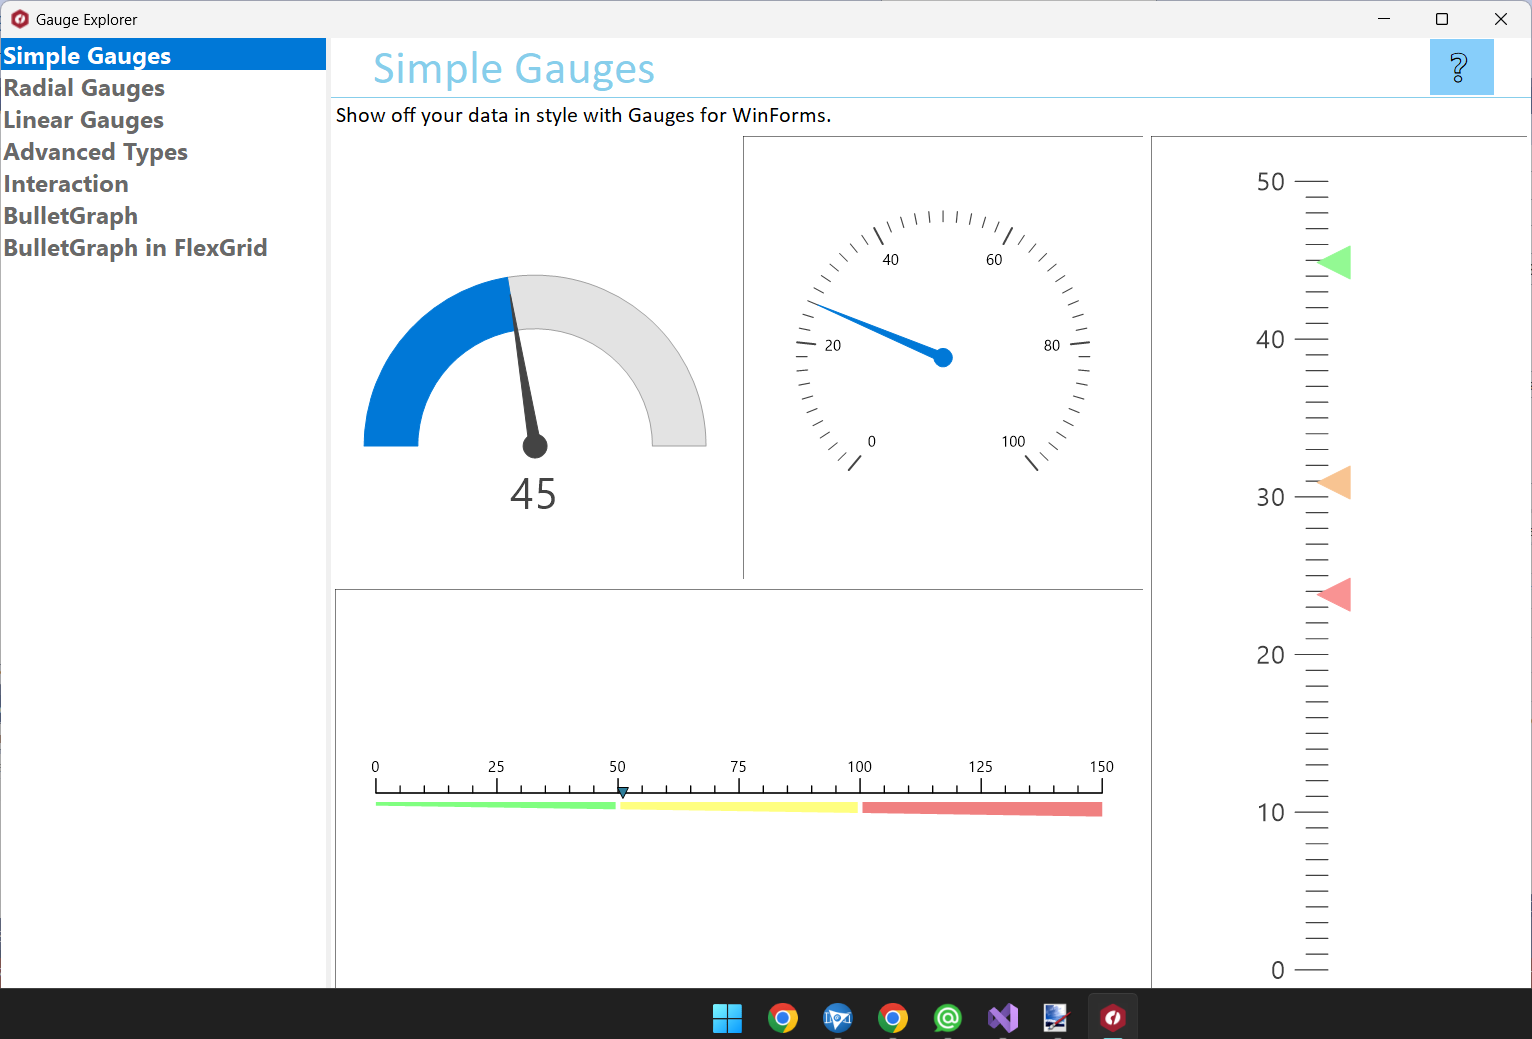 Gauge Explorer
Simple Gauges
Radial Gauges
Linear Gauges
Advanced Types
Interaction
BulletGraph
BulletGraph in FlexGrid
Simple Gauges
?
Show off your data in style with Gauges for WinForms.
45
40 60
20 80
0 100
0 25 50 75 100 125 150
50
40
30
20
10
0